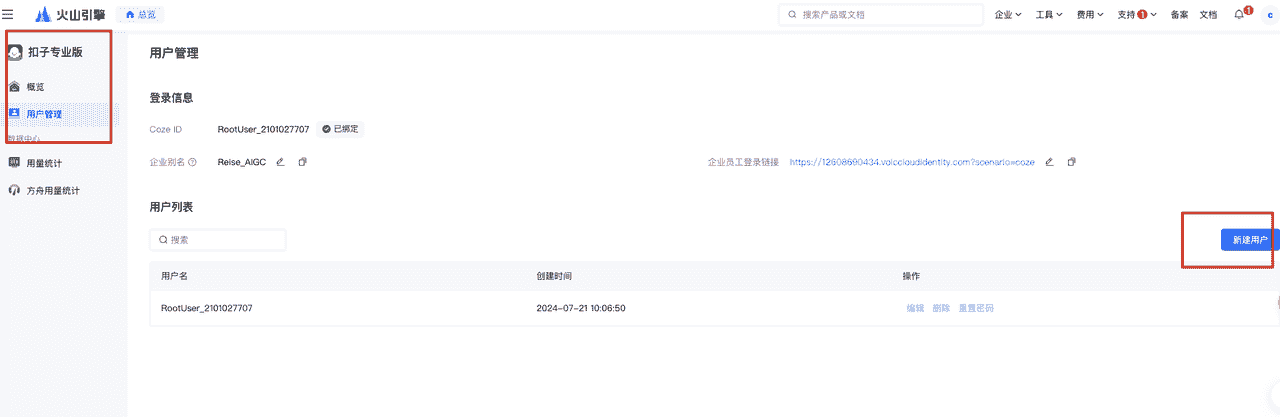 火山引擎 总览 搜索产品或文档 企业 工具 费用 支持 1 备案 文档 1 c
扣子专业版
概览
用户管理
数据中心
用量统计
方舟用量统计
用户管理
登录信息
Coze ID RootUser_2101027707 已绑定
企业别名 Reise_AIGC 企业员工登录链接 https://12608690434.volccloudidentity.com?scenario=coze
用户列表
搜索
新建用户
用户名 创建时间 操作
RootUser_2101027707 2024-07-21 10:06:50 编辑 删除 重置密码